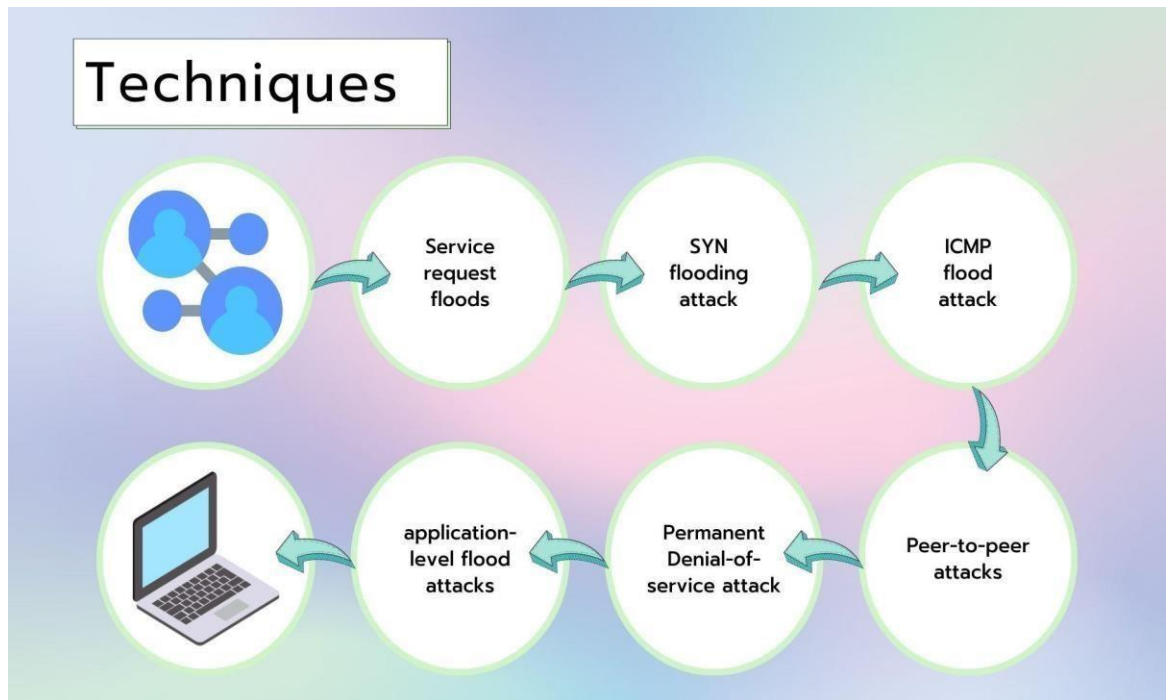 Techniques
Service
request
floods
SYN
flooding
attack
ICMP
flood
attack
Peer-to-peer
attacks
Permanent
Denial-of-
service attack
application-
level flood
attacks